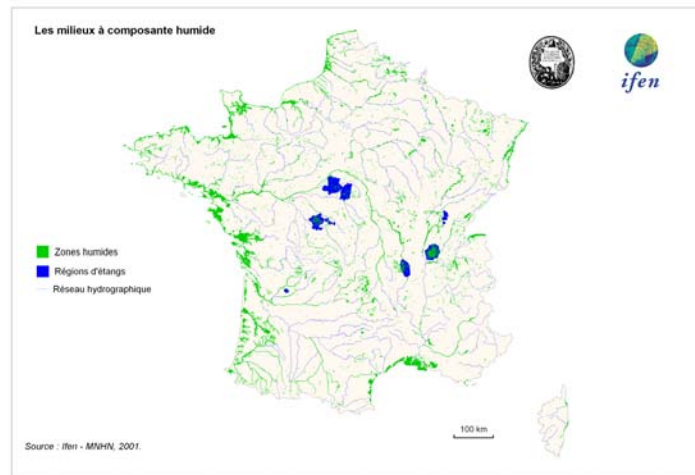 Les milieux à composante humide
ifen
Zones humides
Régions d'étangs
Réseau hydrographique
100 km
Source : Ifen - MNHN, 2001.